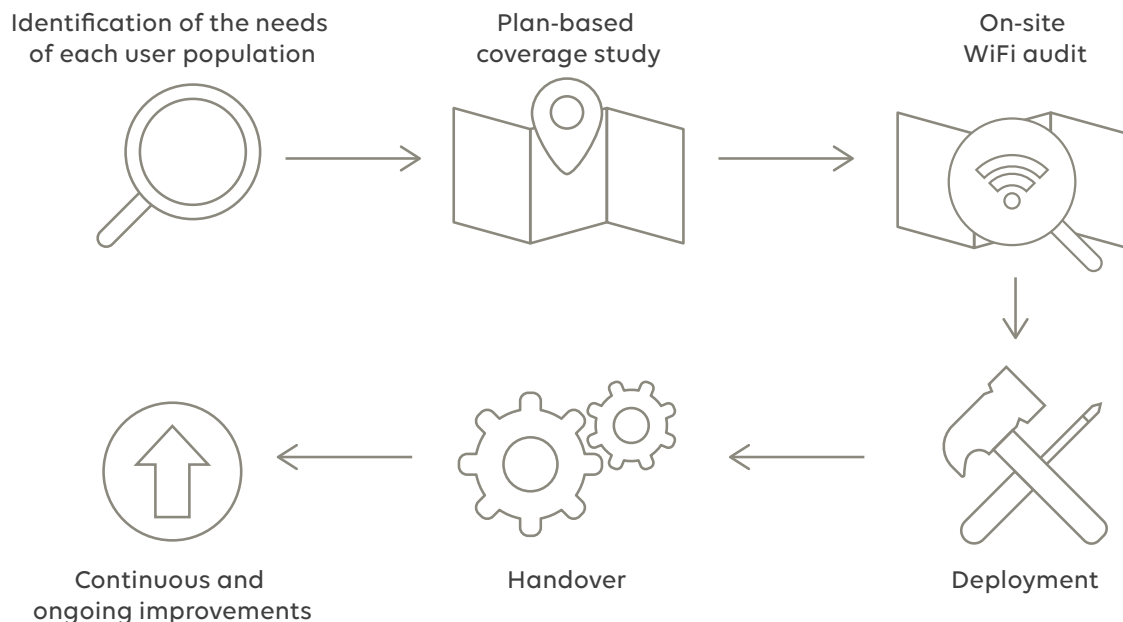 Identification of the needs
of each user population
Plan-based
coverage study
On-site
WiFi audit
Deployment
Handover
Continuous and
ongoing improvements